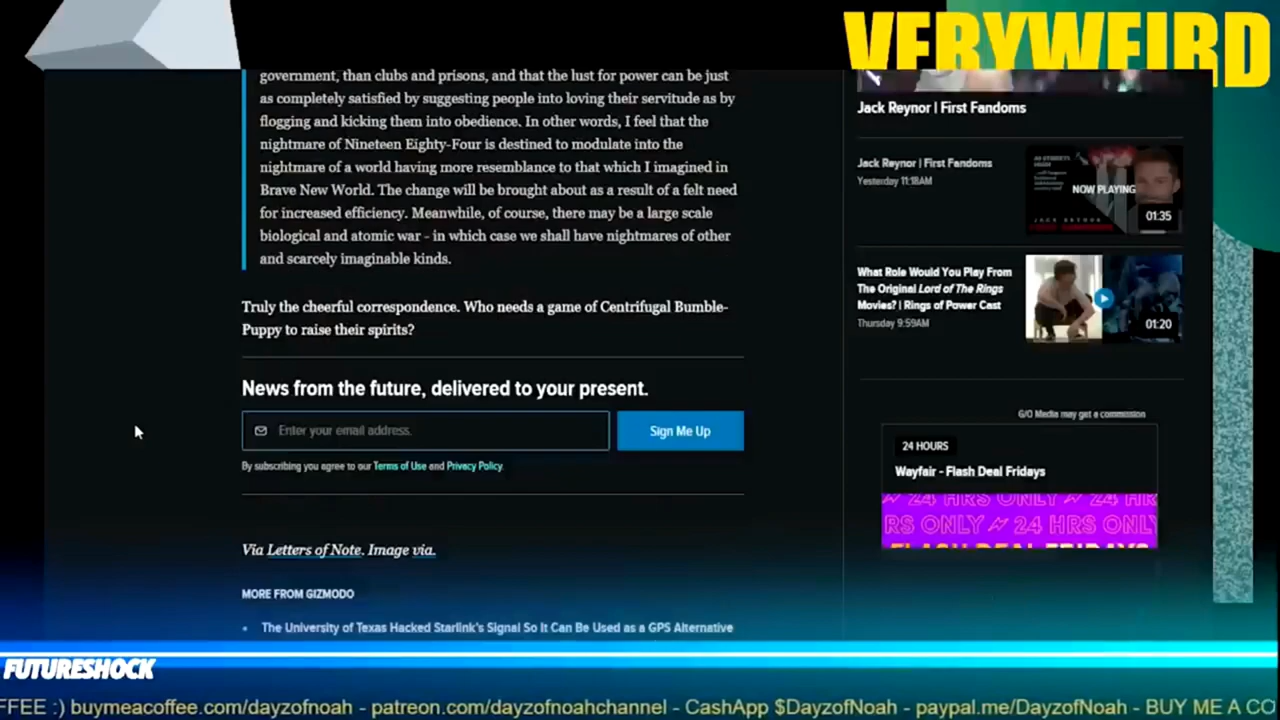 VERYWEIRD
government, than clubs and prisons, and that the lust for power can be just
as completely satisfied by suggesting people into loving their servitude as by
flogging and kicking them into obedience. In other words, I feel that the
nightmare of Nineteen Eighty-Four is destined to modulate into the
nightmare of a world having more resemblance to that which I imagined in
Brave New World. The change will be brought about as a result of a felt need
for increased efficiency. Meanwhile, of course, there may be a large scale
biological and atomic war - in which case we shall have nightmares of other
and scarcely imaginable kinds.
Truly the cheerful correspondence. Who needs a game of Centrifugal Bumble-
Puppy to raise their spirits?
News from the future, delivered to your present.
Enter your email address.
Sign Me Up
By subscribing you agree to our Terms of Use and Privacy Policy.
Via Letters of Note. Image via.
MORE FROM GIZMODO
• The University of Texas Hacked Starlink's Signal So It Can Be Used as a GPS Alternative
Jack Reynor | First Fandoms
Jack Reynor | First Fandoms
Yesterday 11:18AM
NOW PLAYING
01:35
JACK REYNOR
What Role Would You Play From
The Original Lord of The Rings
Movies? | Rings of Power Cast
Thursday 9:59AM
01:20
G/O Media may get a commission
24 HOURS
Wayfair - Flash Deal Fridays
24 HRS ONLY 24 HR
RS ONLY 24 HRS ONLY
FLASH DEAL FRIDAYS
FUTURESHOCK
FFEE :) buymeacoffee.com/dayzofnoah - patreon.com/dayzofnoahchannel - CashApp $DayzofNoah - paypal.me/DayzofNoah - BUY ME A CO